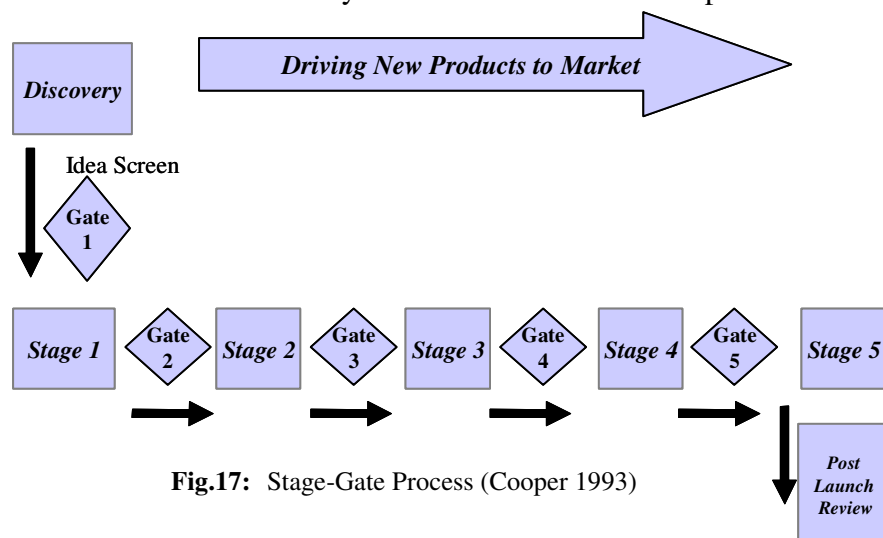 Driving New Products to Market
Discovery
Idea Screen
Gate
1
Stage 1
Gate
2
Stage 2
Gate
3
Stage 3
Gate
4
Stage 4
Gate
5
Stage 5
Post
Launch
Review
Fig.17: Stage-Gate Process (Cooper 1993)